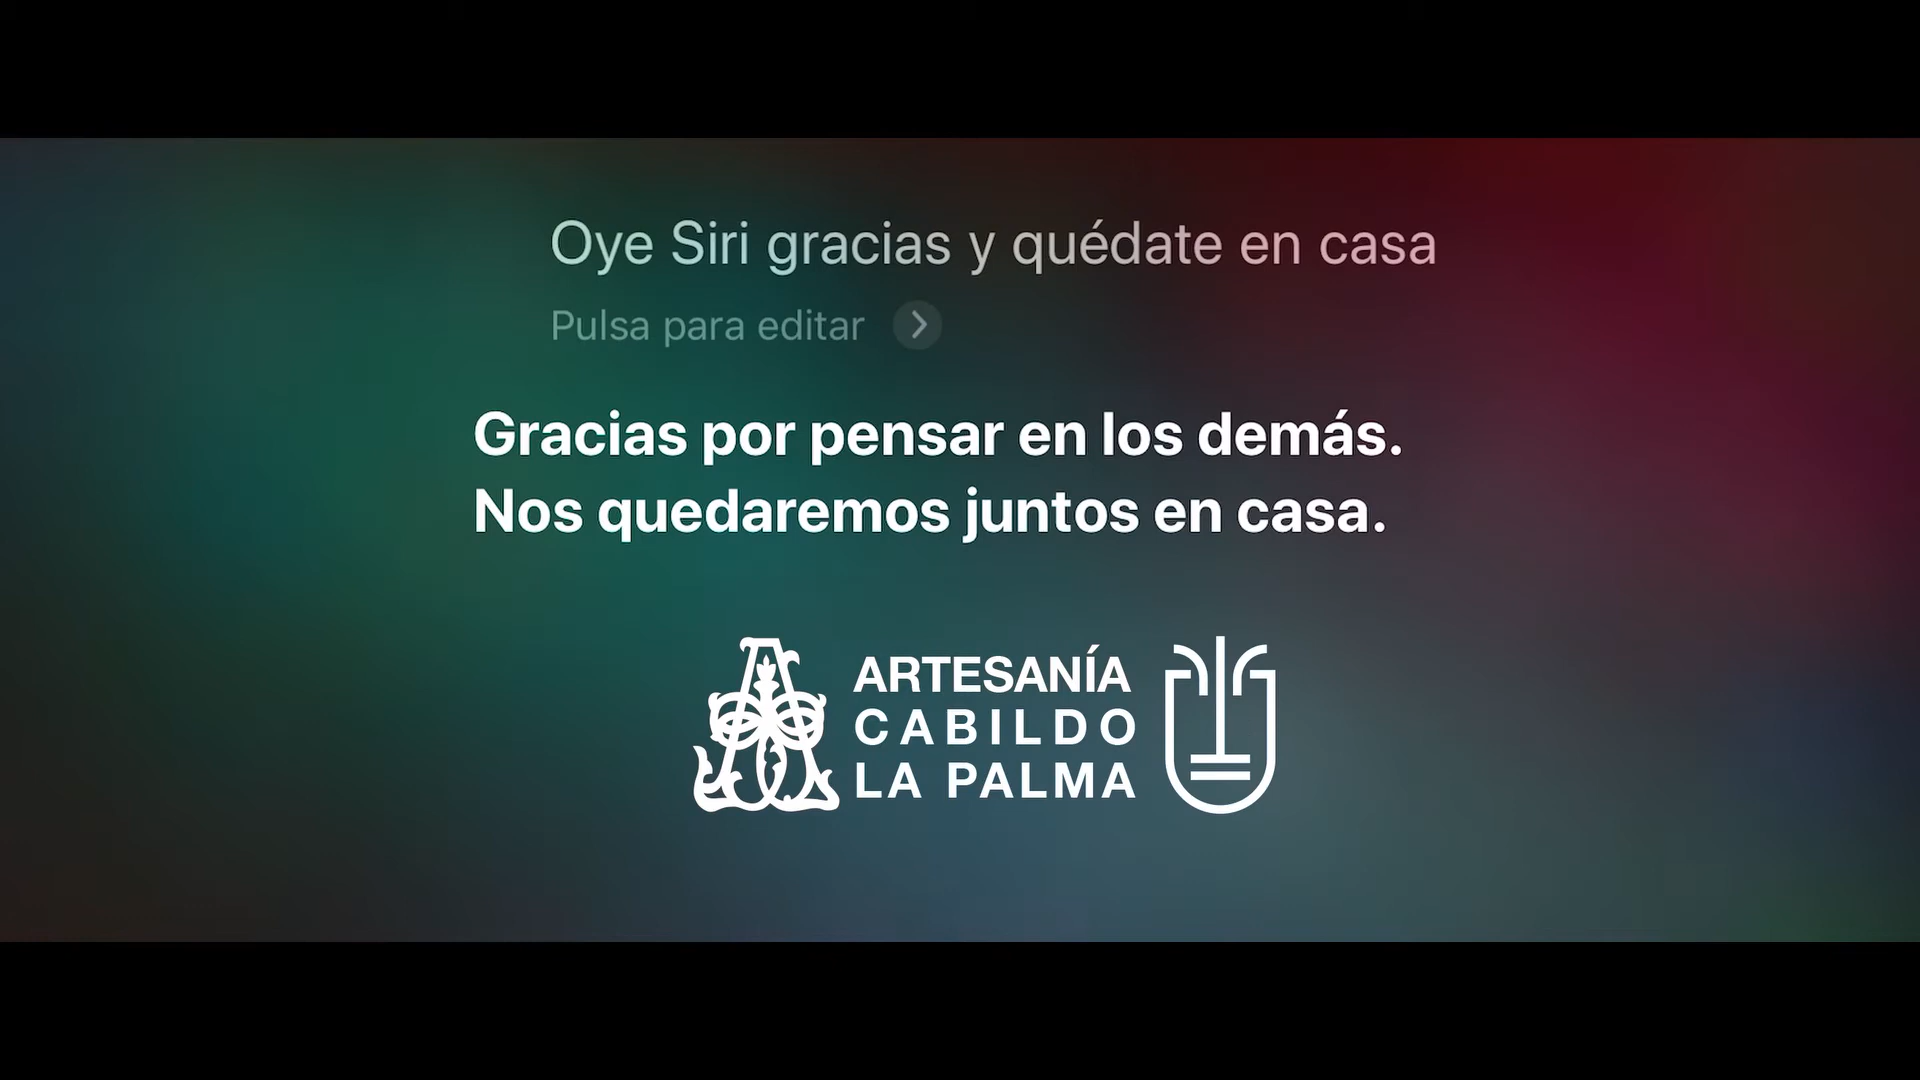 Oye Siri gracias y quédate en casa
Pulsa para editar
Gracias por pensar en los demás.
Nos quedaremos juntos en casa.
ARTESANÍA
CABILDO
LA PALMA